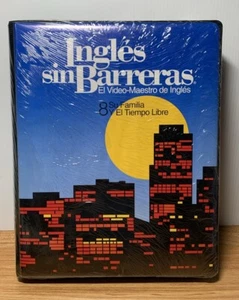 Inglés
sin Barreras
El Video-Maestro de Inglés
8 Su Familia
Y El Tiempo Libre